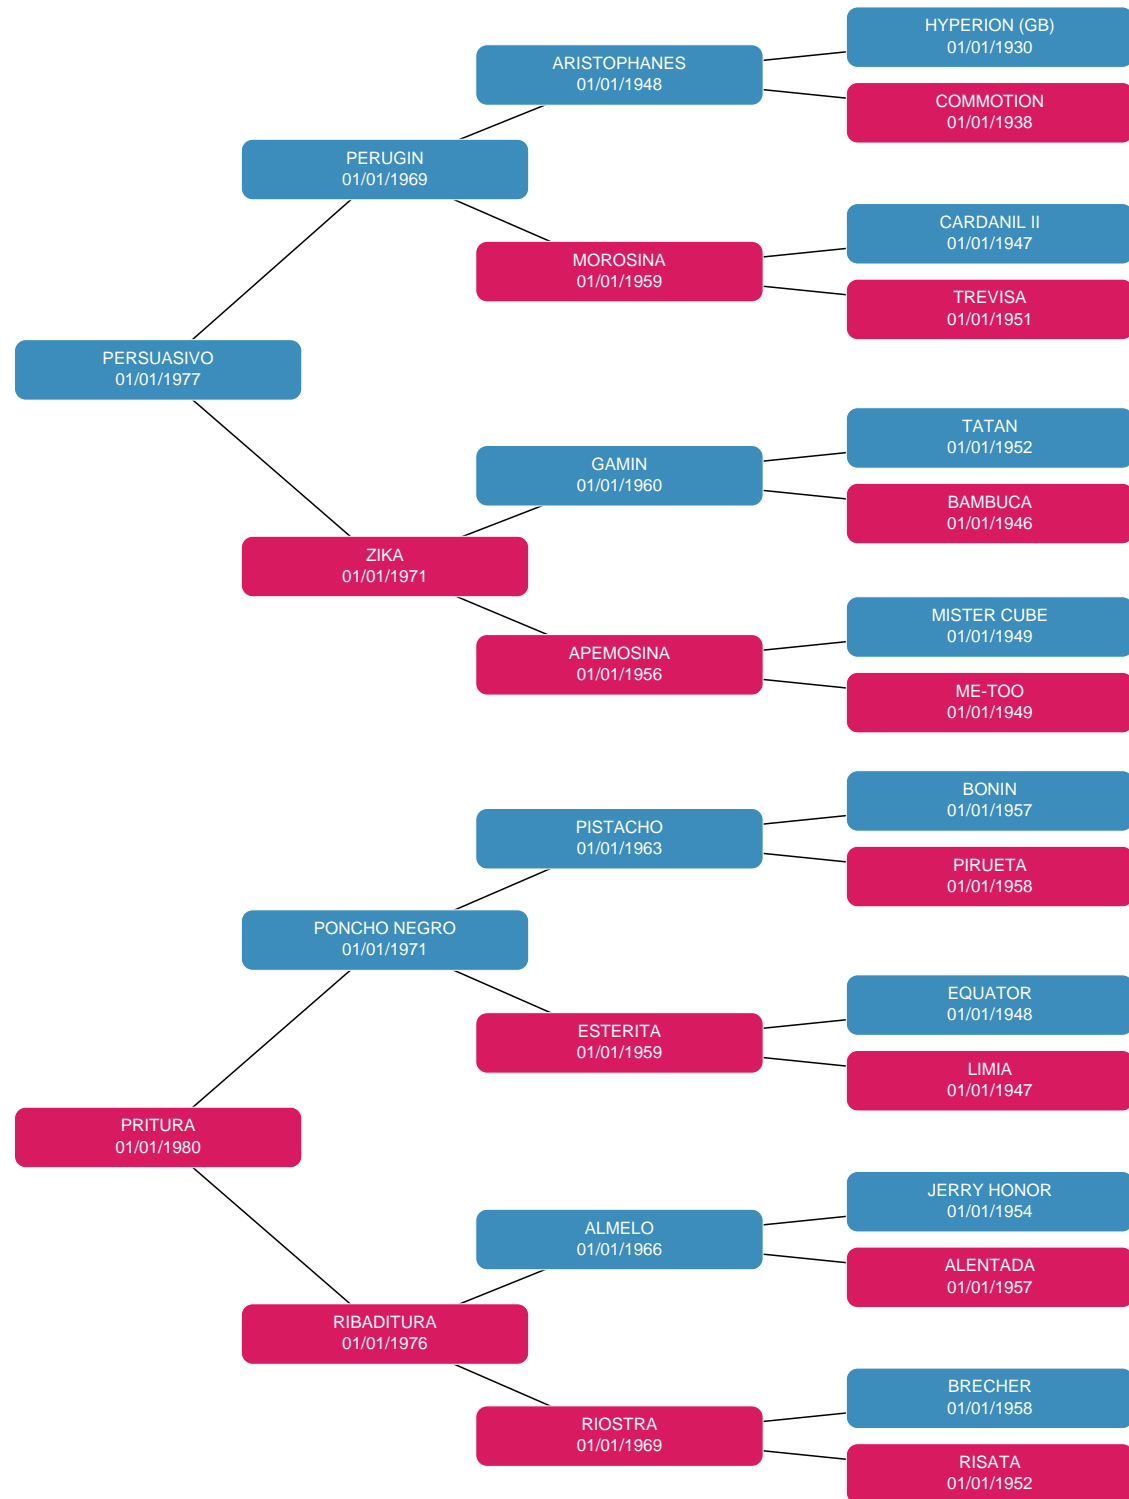 HYPERION (GB)
01/01/1930
ARISTOPHANES
01/01/1948
COMMOTION
01/01/1938
PERUGIN
01/01/1969
CARDANIL II
01/01/1947
MOROSINA
01/01/1959
TREVISA
01/01/1951
PERSUASIVO
01/01/1977
TATAN
01/01/1952
GAMIN
01/01/1960
BAMBUCA
01/01/1946
ZIKA
01/01/1971
MISTER CUBE
01/01/1949
APEMOSINA
01/01/1956
ME-TOO
01/01/1949
BONIN
01/01/1957
PISTACHO
01/01/1963
PIRUETA
01/01/1958
PONCHO NEGRO
01/01/1971
EQUATOR
01/01/1948
ESTERITA
01/01/1959
LIMIA
01/01/1947
PRITURA
01/01/1980
JERRY HONOR
01/01/1954
ALMELO
01/01/1966
ALENTADA
01/01/1957
RIBADITURA
01/01/1976
BRECHER
01/01/1958
RIOSTRA
01/01/1969
RISATA
01/01/1952